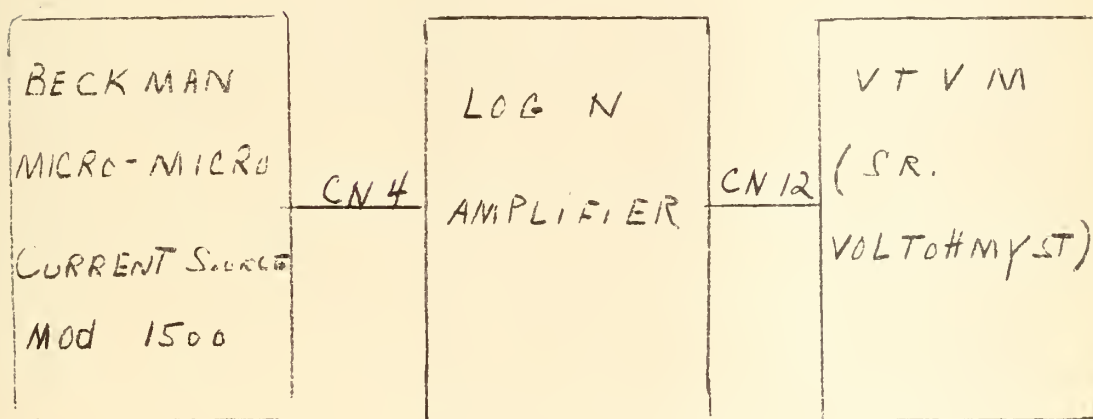 BECKMAN
MICRO-MICRO
CURRENT SOURCE
MOD 1500
CN 4
LOG N
AMPLIFIER
CN 12
VTVM
(SR.
VOLTOHMYST)